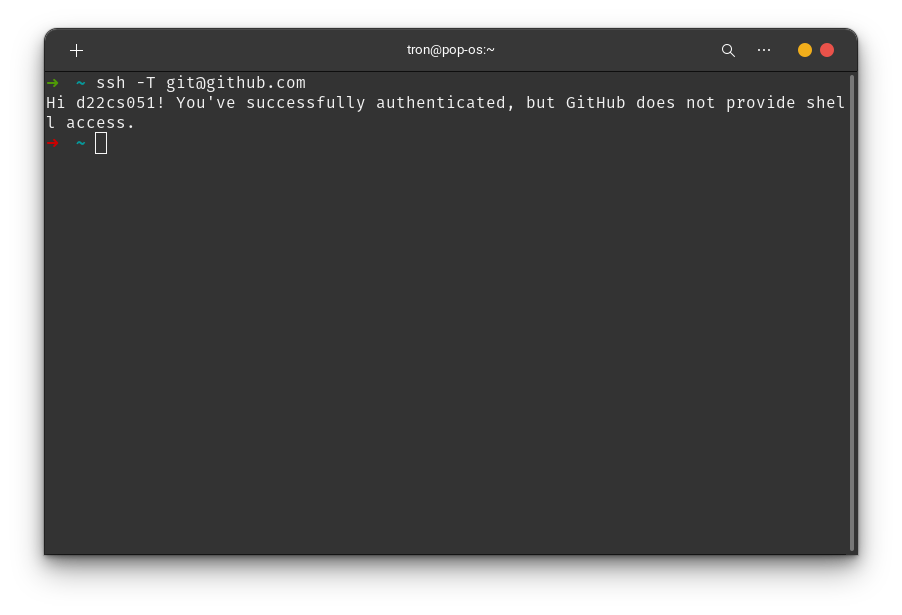 tron@pop-os:~
➜ ~ ssh -T git@github.com
Hi d22cs051! You've successfully authenticated, but GitHub does not provide shel
l access.
➜ ~